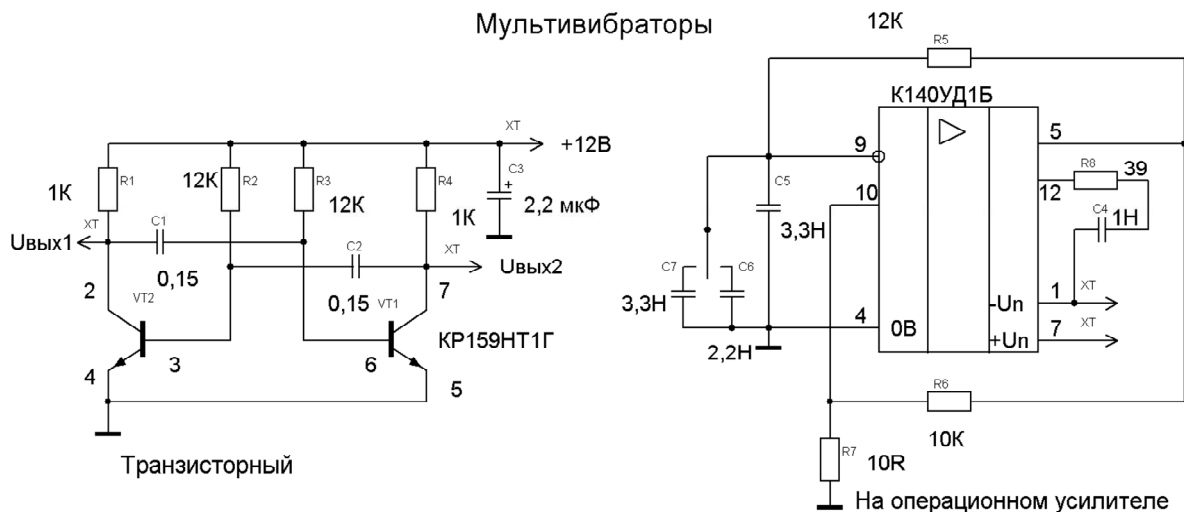 Мультивибраторы
XT
+12В
R1
1К
12К
R2
R3
12К
R4
1К
C3
+
2,2 мкФ
XT
Uвых1
C1
0,15
C2
0,15
XT
Uвых2
2
VT2
4
3
VT1
7
6
5
КР159НТ1Г
Транзисторный
12К
R5
К140УД1Б
9
10
4
0В
5
12
R8
39
C4
1Н
-Uп
1
XT
+Uп
7
XT
C5
3,3Н
C7
3,3Н
C6
2,2Н
R6
10К
R7
10R
На операционном усилителе